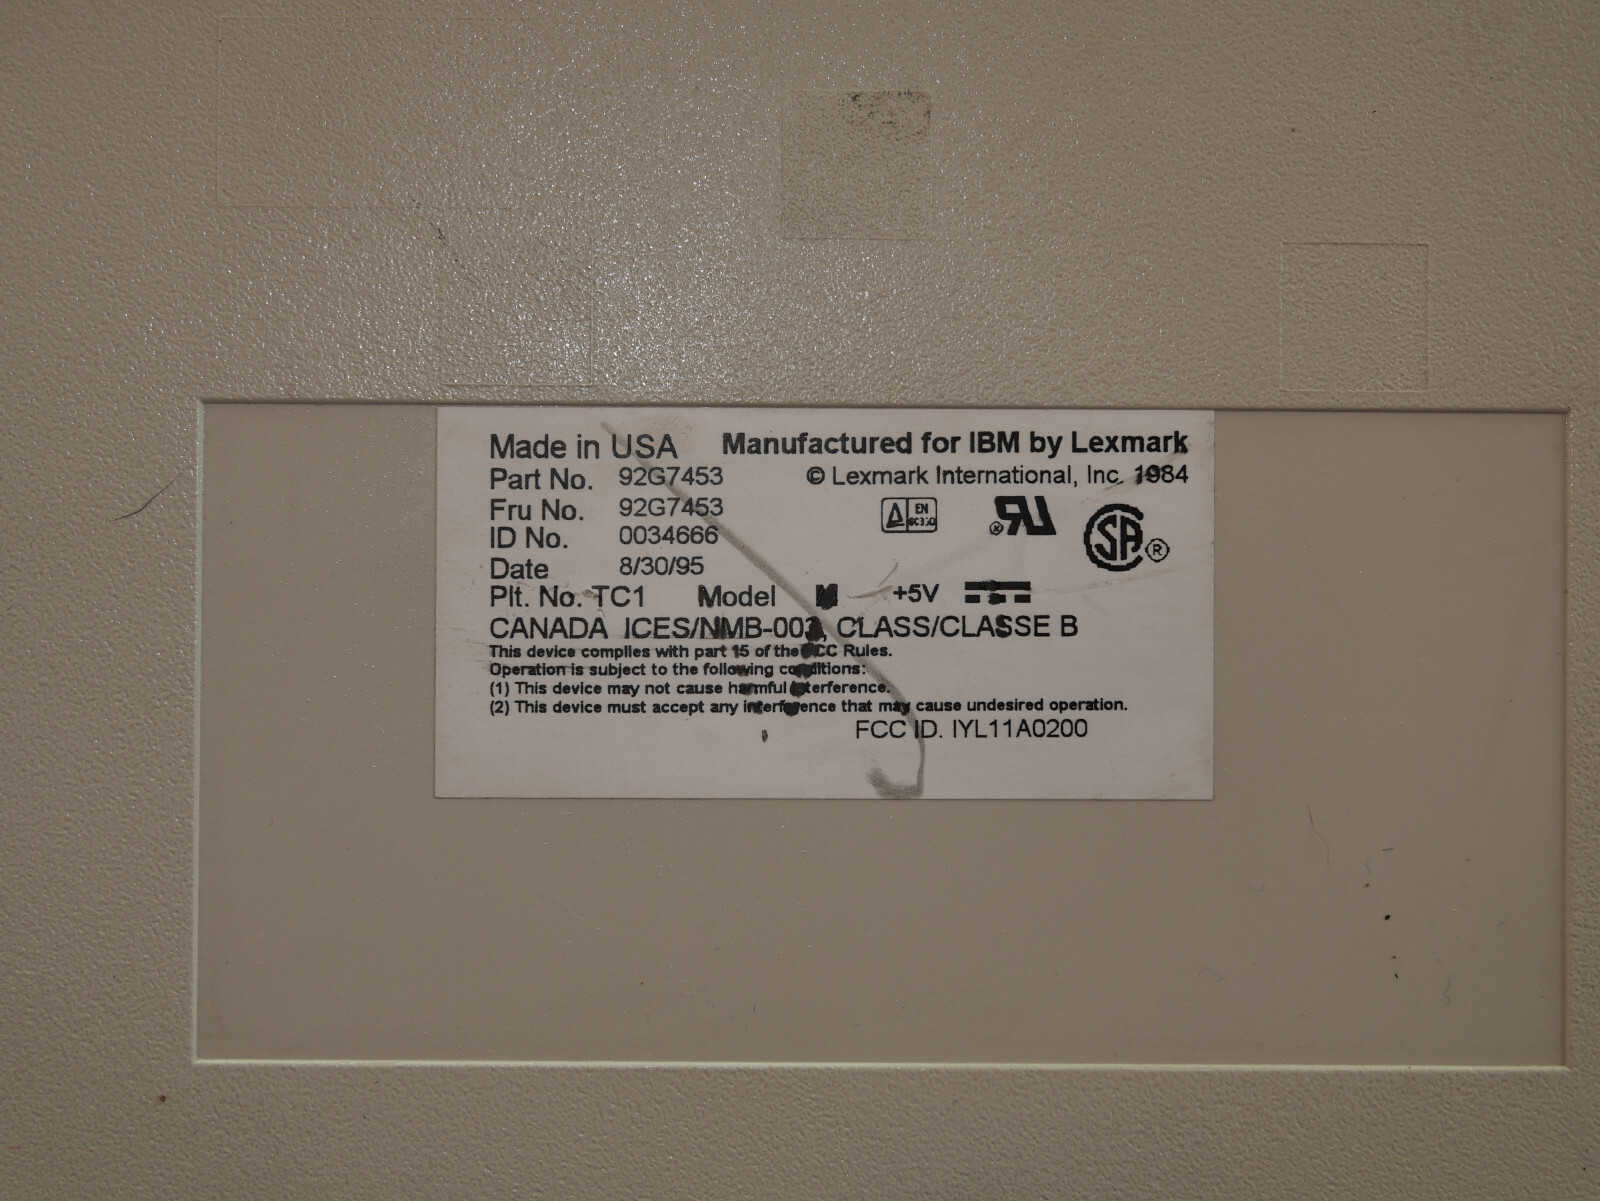 Made in USA Manufactured for IBM by Lexmark
Part No. 92G7453 © Lexmark International, Inc. 1984
Fru No. 92G7453
EN
ID No. 0034666
SA ®
Date 8/30/95
Plt. No. TC1 Model M +5V
CANADA ICES/NMB-003, CLASS/CLASSE B
This device complies with part 15 of the FCC Rules.
Operation is subject to the following conditions:
(1) This device may not cause harmful interference.
(2) This device must accept any interference that may cause undesired operation.
FCC ID. IYL11A0200